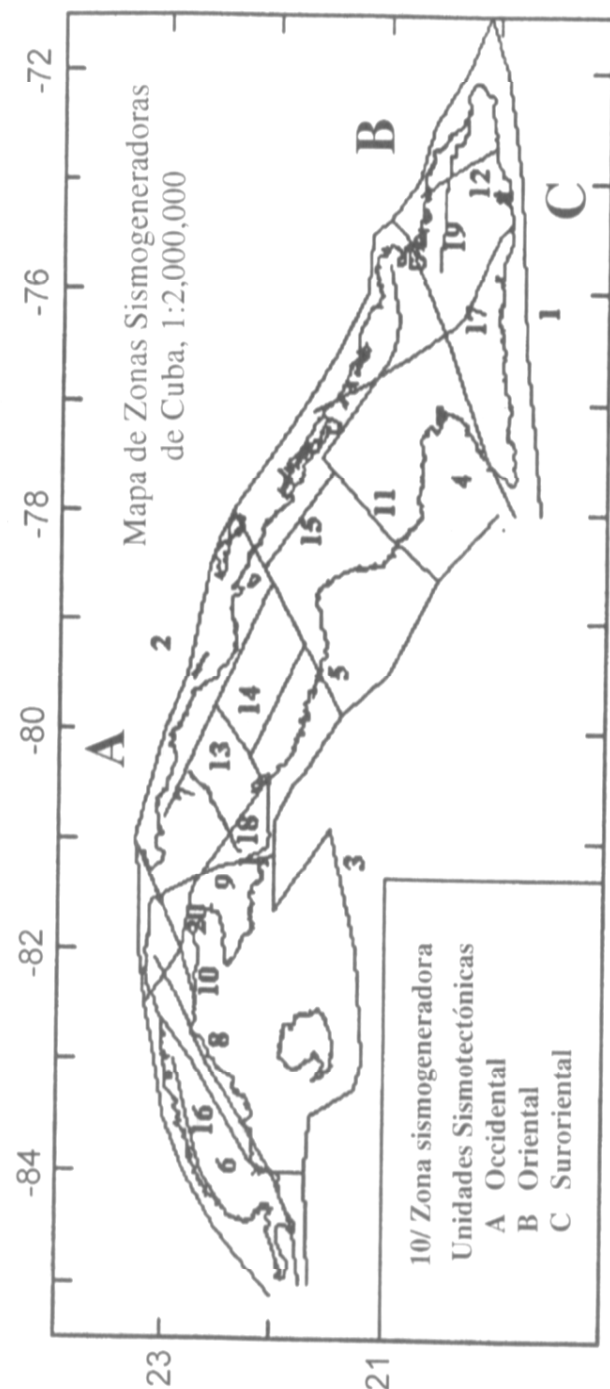 Mapa de Zonas Sismogeneradoras
de Cuba, 1:2,000,000
-84
-82
-80
-78
-76
-74
-72
23
21
A
B
C
2
16
6
8
10
20
9
18
13
14
15
5
11
4
3
17
19
12
1
10/ Zona sismogeneradora
Unidades Sismotectónicas
A Occidental
B Oriental
C Suroriental